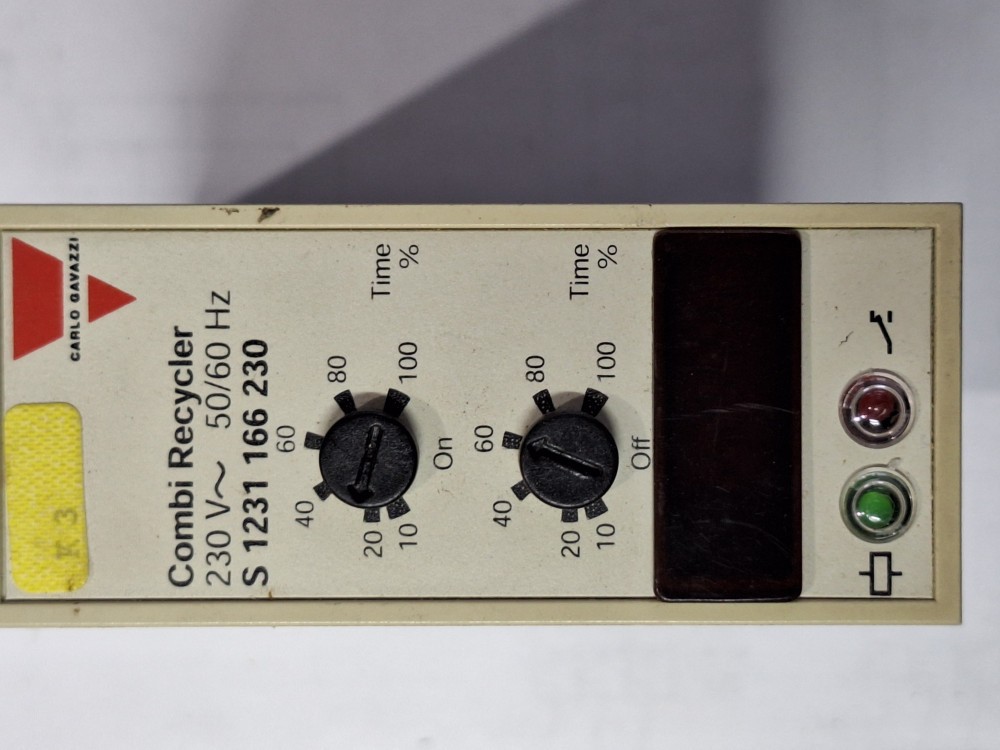 K 3
CARLO GAVAZZI
Combi Recycler
230 V~ 50/60 Hz
S 1231 166 230
40 60 80
20 10 100
On
Time
%
40 60 80
20 10 100
Off
Time
%